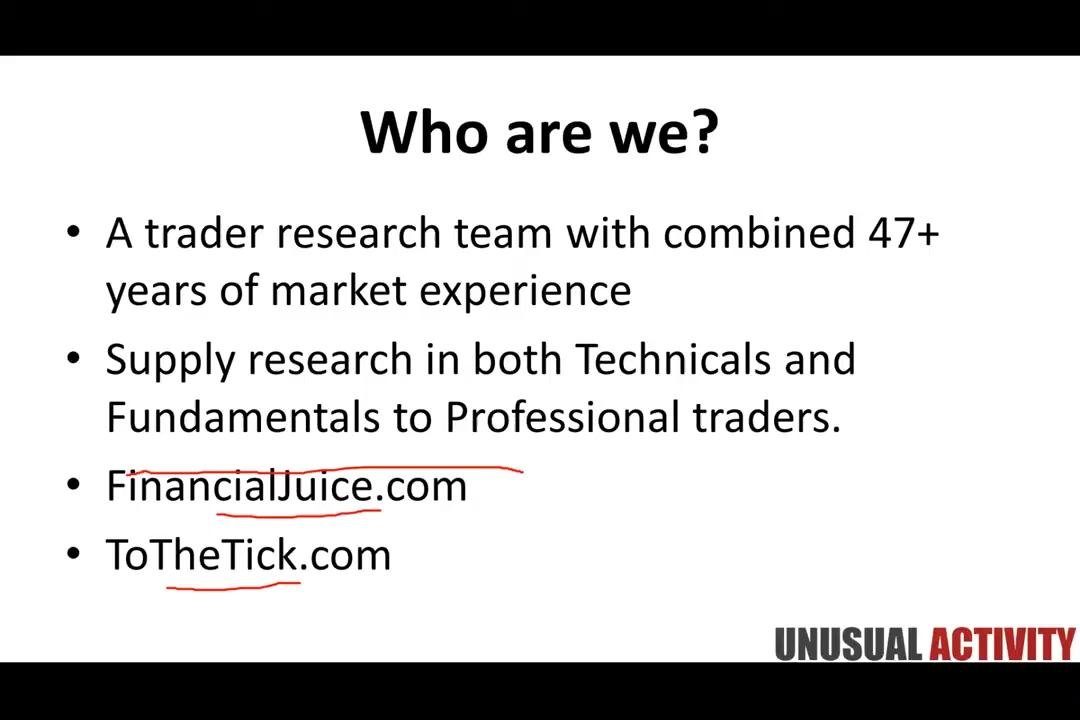 Who are we?
• A trader research team with combined 47+
years of market experience
• Supply research in both Technicals and
Fundamentals to Professional traders.
• FinancialJuice.com
• ToTheTick.com
UNUSUAL ACTIVITY